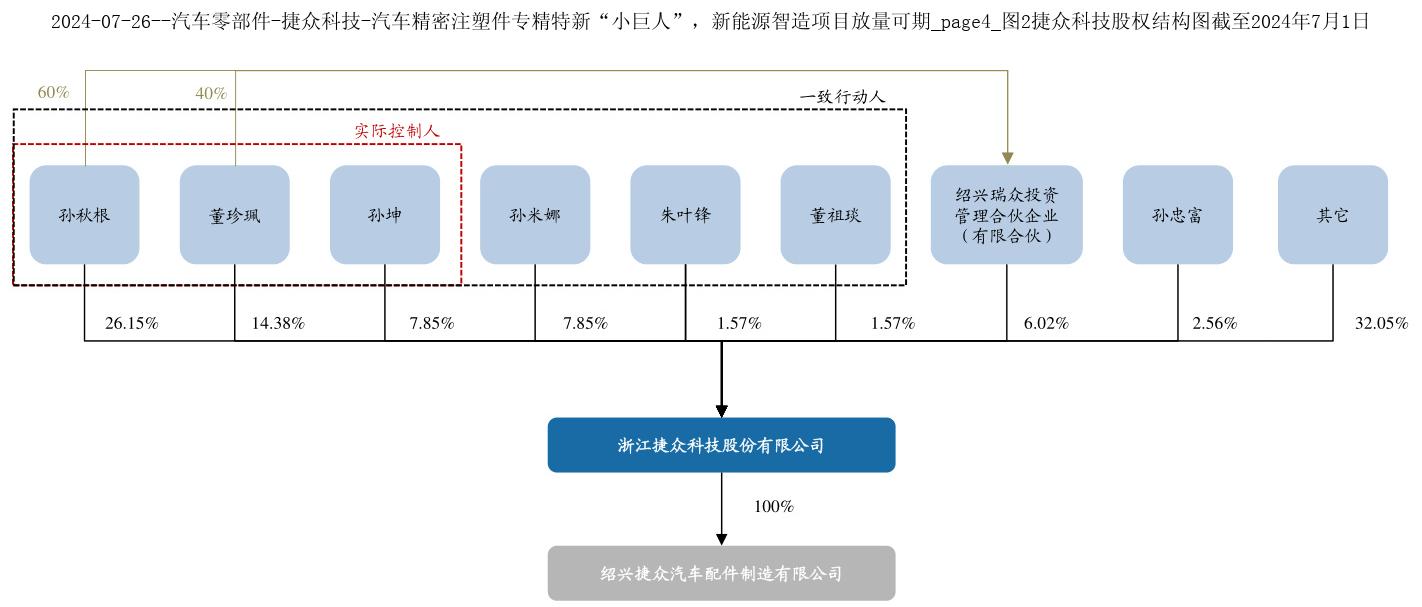 2024-07-26--汽车零部件-捷众科技-汽车精密注塑件专精特新“小巨人”，新能源智造项目放量可期_page4_图2捷众科技股权结构图截至2024年7月1日
60%
40%
一致行动人
实际控制人
孙秋根
董珍珮
孙坤
孙米娜
朱叶锋
董祖琰
绍兴瑞众投资
管理合伙企业
（有限合伙）
孙忠富
其它
26.15%
14.38%
7.85%
7.85%
1.57%
1.57%
6.02%
2.56%
32.05%
浙江捷众科技股份有限公司
100%
绍兴捷众汽车配件制造有限公司